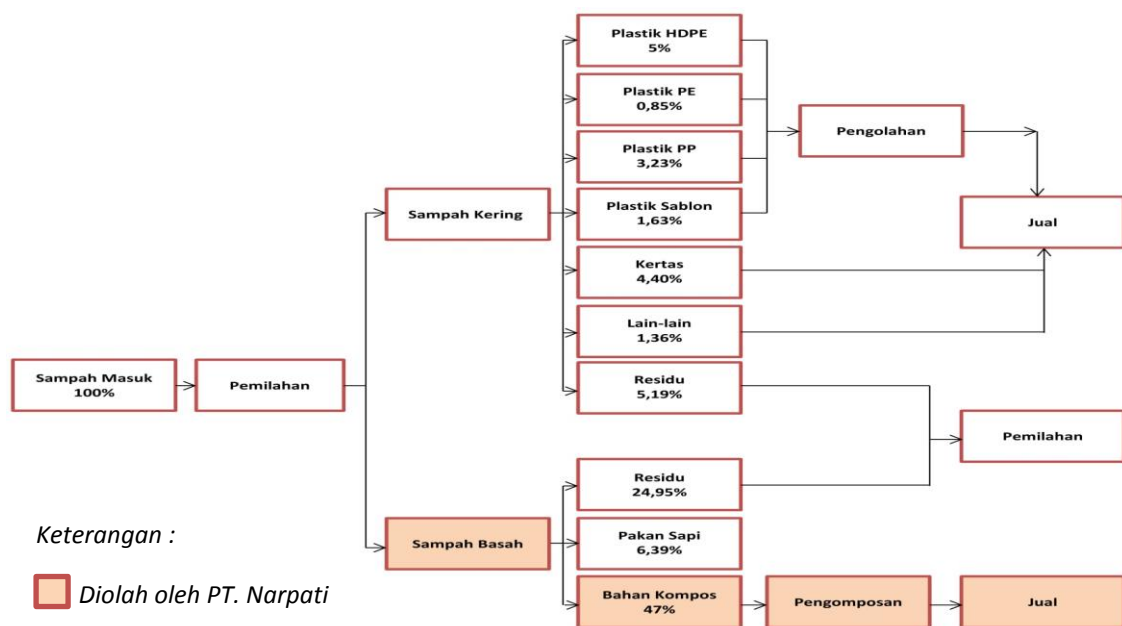 Plastik HDPE
5%
Plastik PE
0,85%
Pengolahan
Plastik PP
3,23%
Sampah Kering
Plastik Sablon
1,63%
Jual
Kertas
4,40%
Lain-lain
1,36%
Sampah Masuk
100%
Pemilahan
Residu
5,19%
Pemilahan
Residu
24,95%
Keterangan :
Sampah Basah
Pakan Sapi
6,39%
Diolah oleh PT. Narpati
Bahan Kompos
47%
Pengomposan
Jual